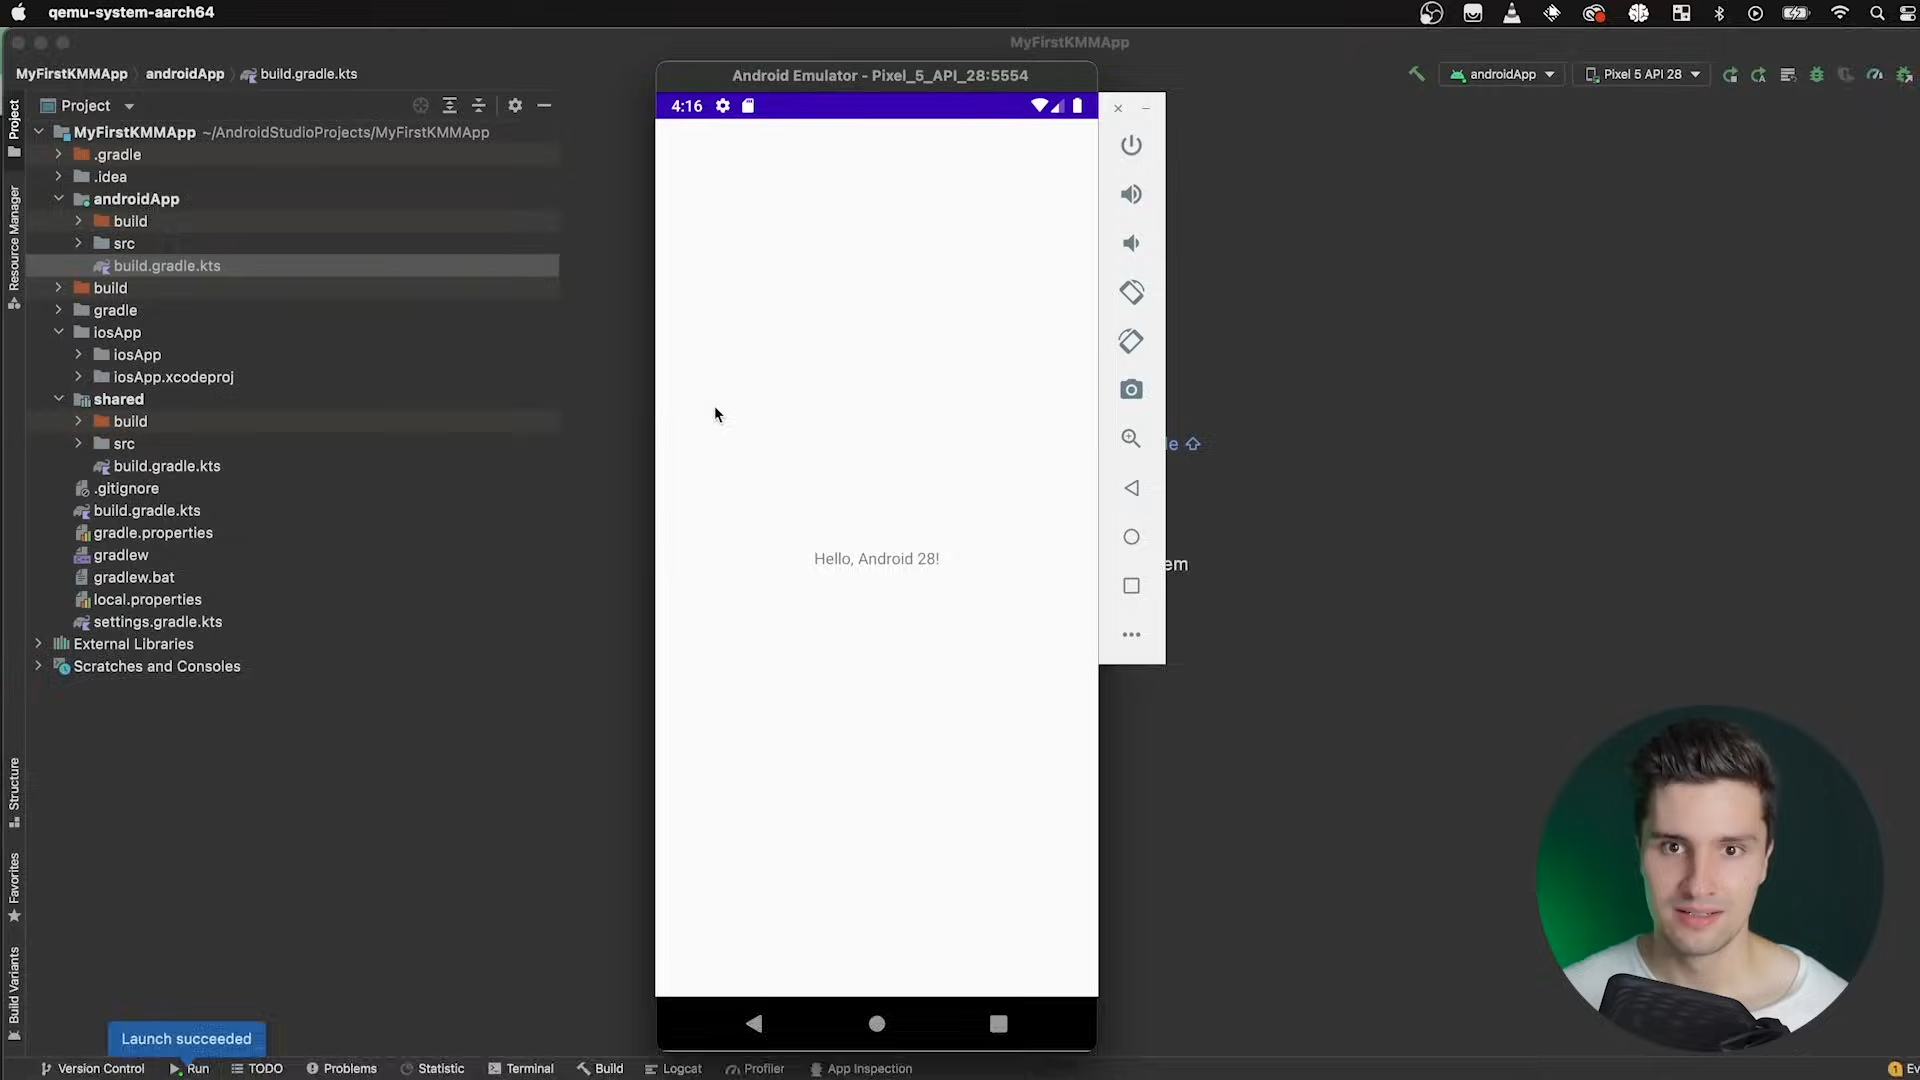 qemu-system-aarch64
MyFirstKMMApp
MyFirstKMMApp androidApp build.gradle.kts
androidApp Pixel 5 API 28
Android Emulator - Pixel_5_API_28:5554
4:16
Project
Project
Resource Manager
Structure
Favorites
Build Variants
MyFirstKMMApp ~/AndroidStudioProjects/MyFirstKMMApp
.gradle
.idea
androidApp
build
src
build.gradle.kts
build
gradle
iosApp
iosApp
iosApp.xcodeproj
shared
build
src
build.gradle.kts
.gitignore
build.gradle.kts
gradle.properties
gradlew
gradlew.bat
local.properties
settings.gradle.kts
External Libraries
Scratches and Consoles
Hello, Android 28!
le ⇧
em
Launch succeeded
Version Control Run TODO Problems Statistic Terminal Build Logcat Profiler App Inspection
1 Ev